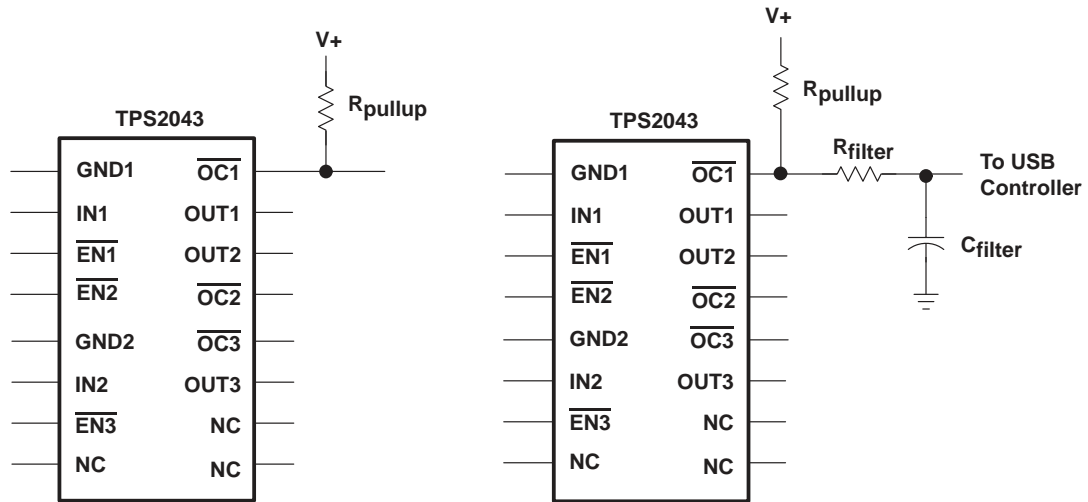 V+
Rpullup
TPS2043
GND1 OC1
IN1 OUT1
EN1 OUT2
EN2 OC2
GND2 OC3
IN2 OUT3
EN3 NC
NC NC
V+
Rpullup
TPS2043
Rfilter
To USB
Controller
Cfilter
GND1 OC1
IN1 OUT1
EN1 OUT2
EN2 OC2
GND2 OC3
IN2 OUT3
EN3 NC
NC NC